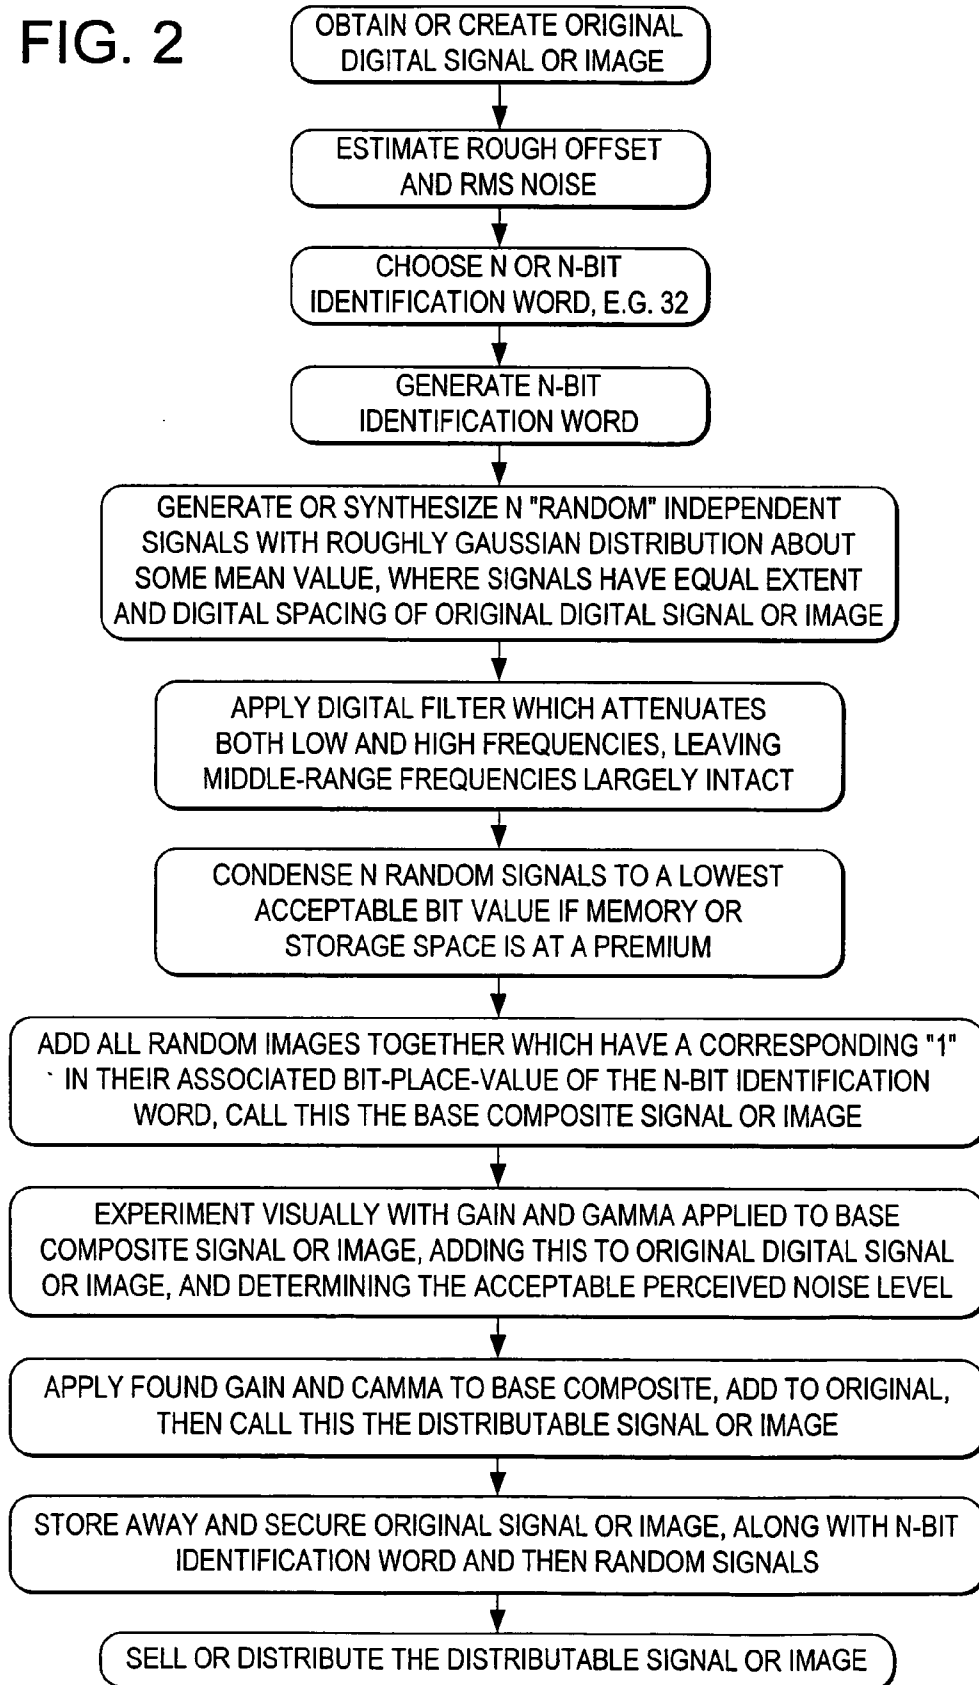 FIG. 2
OBTAIN OR CREATE ORIGINAL
DIGITAL SIGNAL OR IMAGE
ESTIMATE ROUGH OFFSET
AND RMS NOISE
CHOOSE N OR N-BIT
IDENTIFICATION WORD, E.G. 32
GENERATE N-BIT
IDENTIFICATION WORD
GENERATE OR SYNTHESIZE N "RANDOM" INDEPENDENT
SIGNALS WITH ROUGHLY GAUSSIAN DISTRIBUTION ABOUT
SOME MEAN VALUE, WHERE SIGNALS HAVE EQUAL EXTENT
AND DIGITAL SPACING OF ORIGINAL DIGITAL SIGNAL OR IMAGE
APPLY DIGITAL FILTER WHICH ATTENUATES
BOTH LOW AND HIGH FREQUENCIES, LEAVING
MIDDLE-RANGE FREQUENCIES LARGELY INTACT
CONDENSE N RANDOM SIGNALS TO A LOWEST
ACCEPTABLE BIT VALUE IF MEMORY OR
STORAGE SPACE IS AT A PREMIUM
ADD ALL RANDOM IMAGES TOGETHER WHICH HAVE A CORRESPONDING "1"
IN THEIR ASSOCIATED BIT-PLACE-VALUE OF THE N-BIT IDENTIFICATION
WORD, CALL THIS THE BASE COMPOSITE SIGNAL OR IMAGE
EXPERIMENT VISUALLY WITH GAIN AND GAMMA APPLIED TO BASE
COMPOSITE SIGNAL OR IMAGE, ADDING THIS TO ORIGINAL DIGITAL SIGNAL
OR IMAGE, AND DETERMINING THE ACCEPTABLE PERCEIVED NOISE LEVEL
APPLY FOUND GAIN AND CAMMA TO BASE COMPOSITE, ADD TO ORIGINAL,
THEN CALL THIS THE DISTRIBUTABLE SIGNAL OR IMAGE
STORE AWAY AND SECURE ORIGINAL SIGNAL OR IMAGE, ALONG WITH N-BIT
IDENTIFICATION WORD AND THEN RANDOM SIGNALS
SELL OR DISTRIBUTE THE DISTRIBUTABLE SIGNAL OR IMAGE